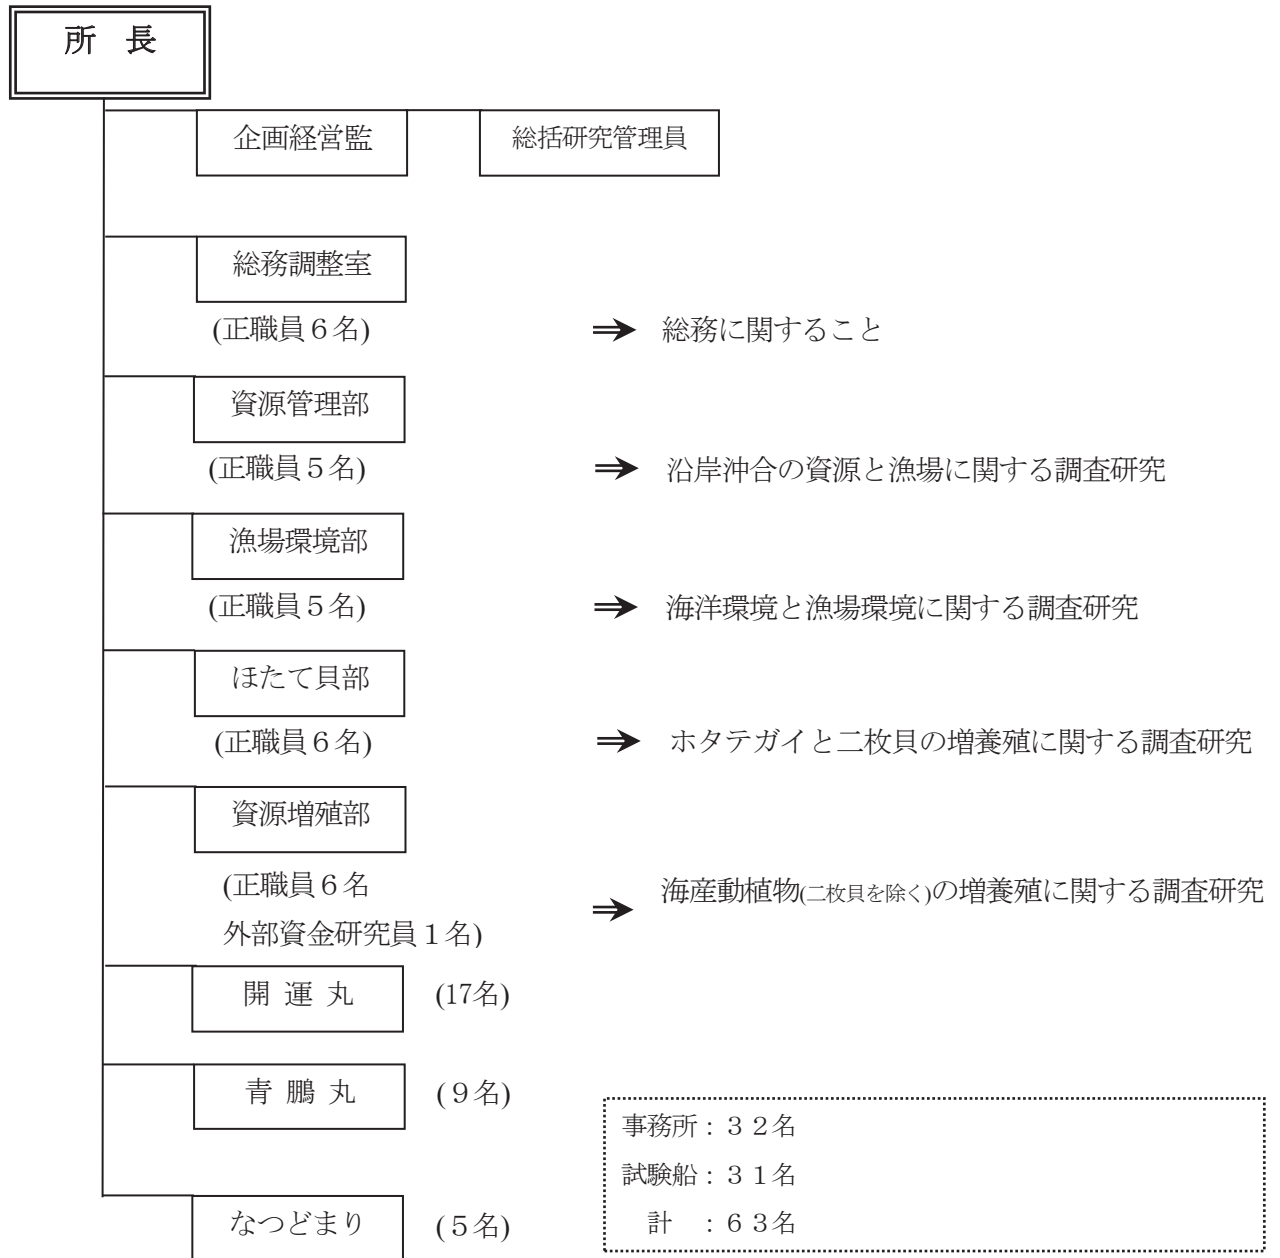 所 長
企画経営監 総括研究管理員
総務調整室
(正職員６名) ⇒ 総務に関すること
資源管理部
(正職員５名) ⇒ 沿岸沖合の資源と漁場に関する調査研究
漁場環境部
(正職員５名) ⇒ 海洋環境と漁場環境に関する調査研究
ほたて貝部
(正職員６名) ⇒ ホタテガイと二枚貝の増養殖に関する調査研究
資源増殖部
(正職員６名
外部資金研究員１名)
⇒ 海産動植物(二枚貝を除く)の増養殖に関する調査研究
開 運 丸 (17名)
青 鵬 丸 (９名)
なつどまり (５名)
事務所：３２名
試験船：３１名
計 ：６３名